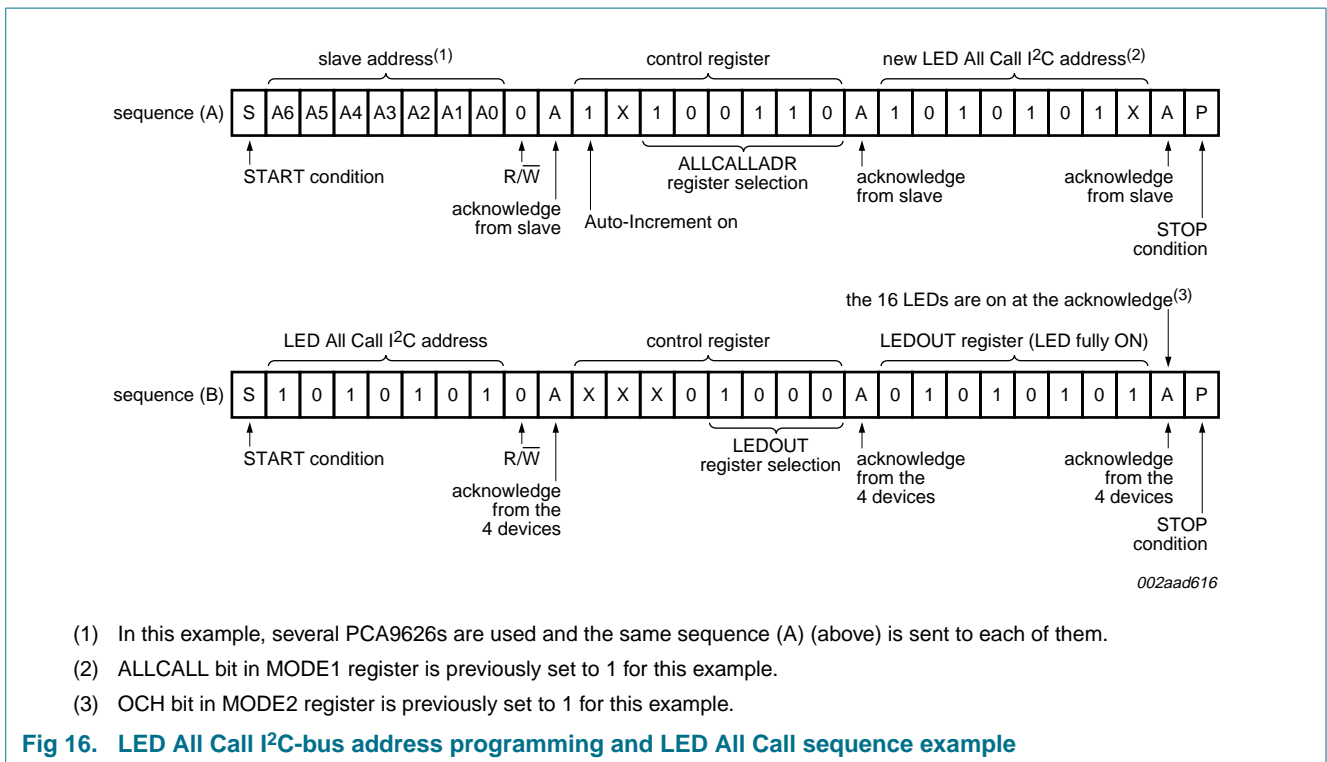 slave address(1) control register new LED All Call I2C address(2)
sequence (A) S A6 A5 A4 A3 A2 A1 A0 0 A 1 X 1 0 0 1 1 0 A 1 0 1 0 1 0 1 X A P
START condition
R/W
acknowledge
from slave
Auto-Increment on
ALLCALLADR
register selection
acknowledge
from slave
acknowledge
from slave
STOP
condition
the 16 LEDs are on at the acknowledge(3)
LED All Call I2C address control register LEDOUT register (LED fully ON)
sequence (B) S 1 0 1 0 1 0 1 0 A X X X 0 1 0 0 0 A 0 1 0 1 0 1 0 1 A P
START condition
R/W
acknowledge
from the
4 devices
LEDOUT
register selection
acknowledge
from the
4 devices
acknowledge
from the
4 devices
STOP
condition
002aad616
(1) In this example, several PCA9626s are used and the same sequence (A) (above) is sent to each of them.
(2) ALLCALL bit in MODE1 register is previously set to 1 for this example.
(3) OCH bit in MODE2 register is previously set to 1 for this example.
Fig 16. LED All Call I2C-bus address programming and LED All Call sequence example